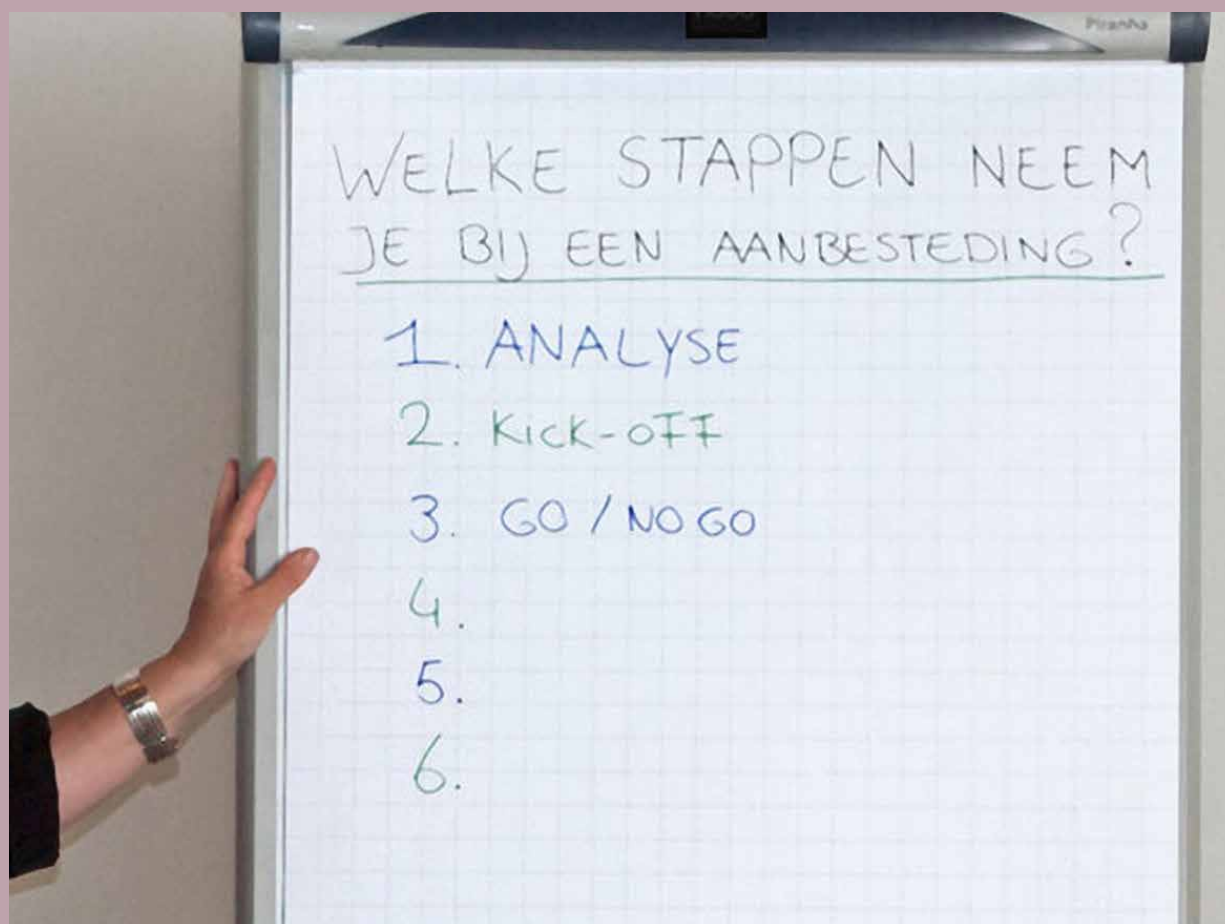 Piranha
WELKE STAPPEN NEEM
JE BIJ EEN AANBESTEDING?
1. ANALYSE
2. Kick-off
3. GO / NO GO
4.
5.
6.